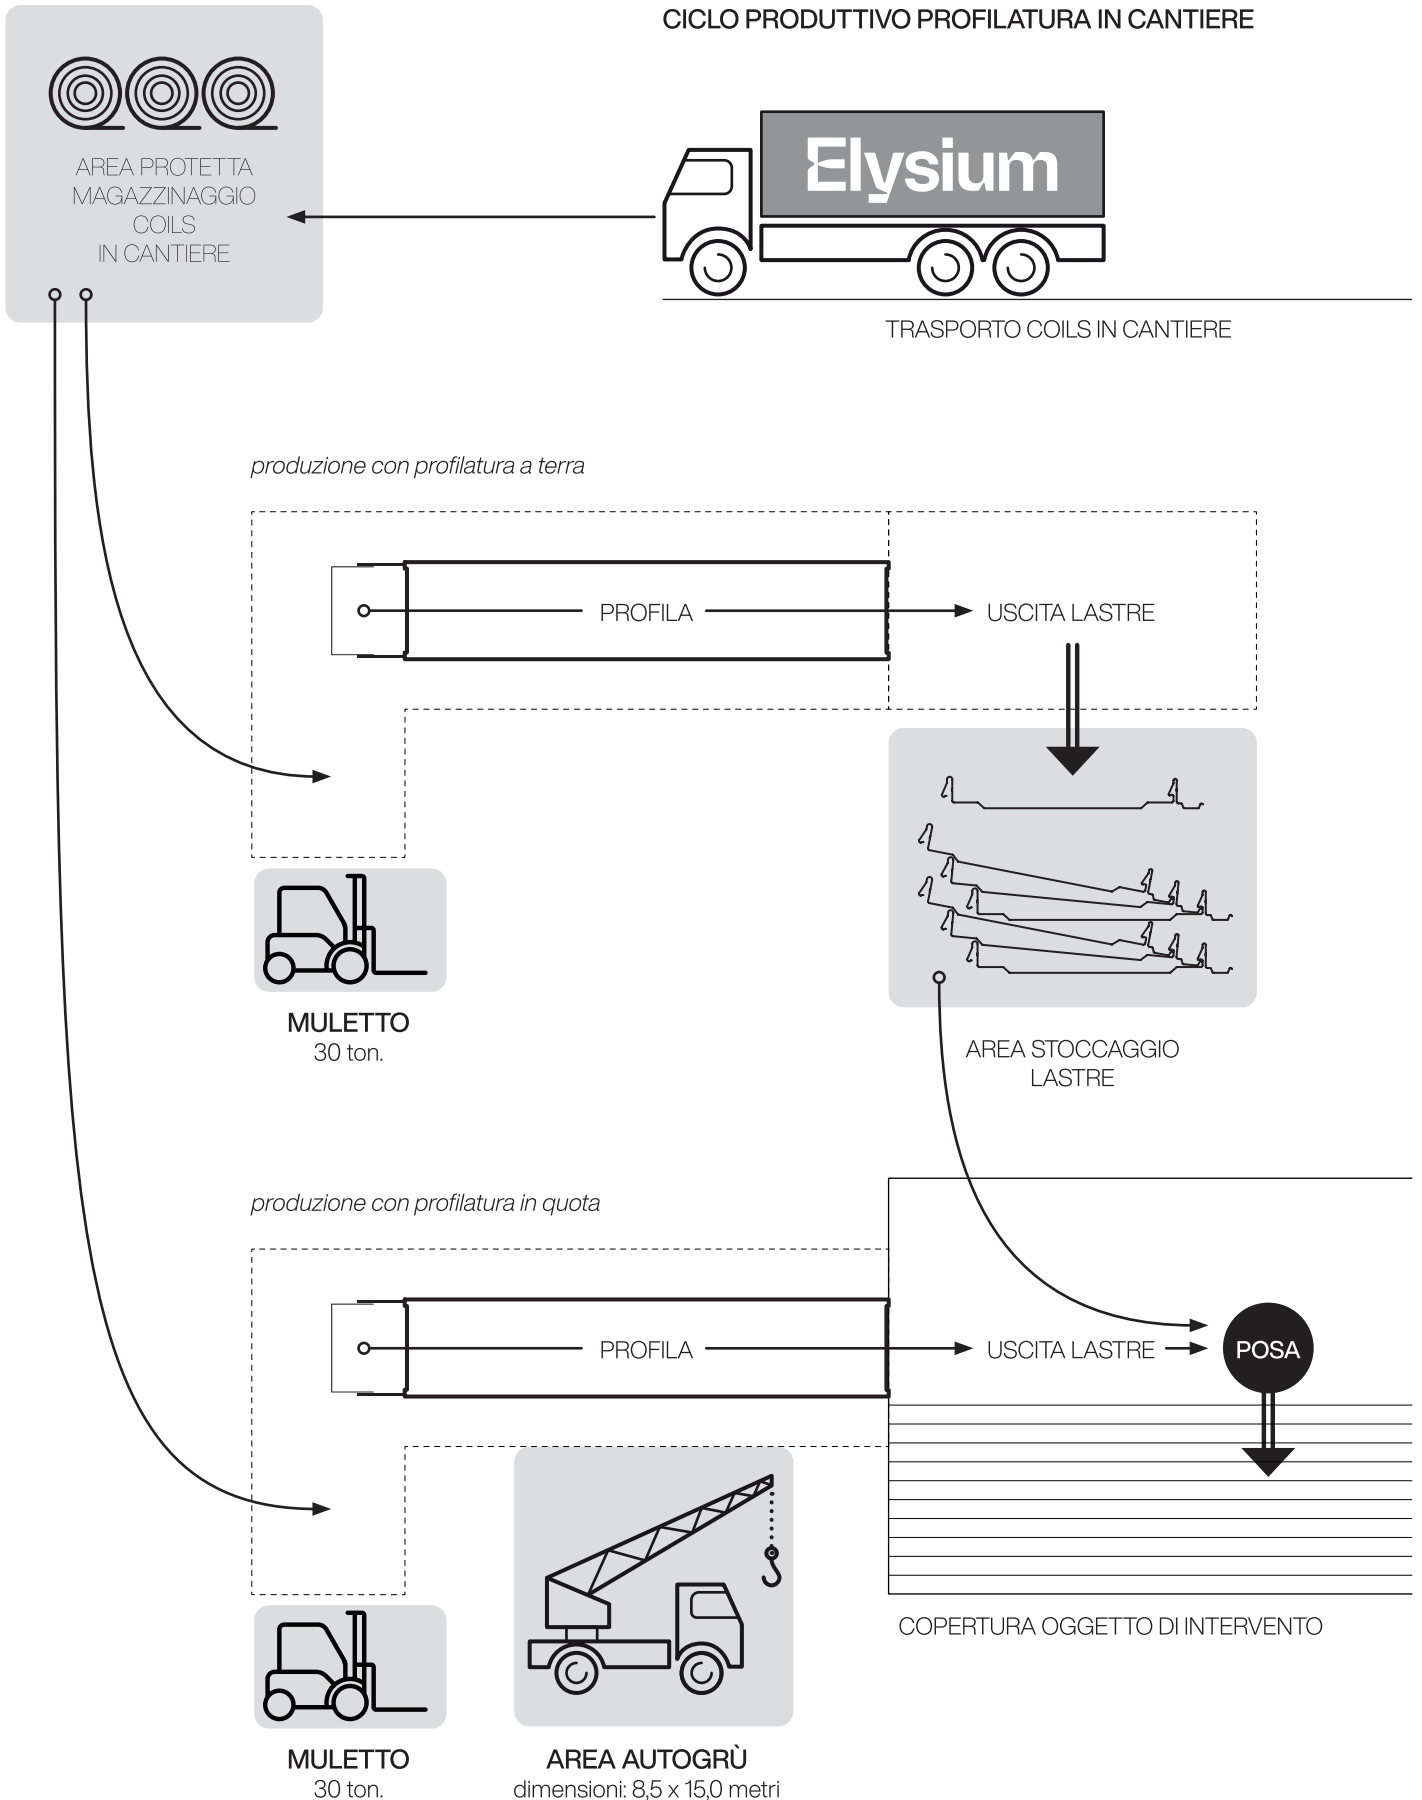 CICLO PRODUTTIVO PROFILATURA IN CANTIERE
Elysium
AREA PROTETTA
MAGAZZINAGGIO
COILS
IN CANTIERE
TRASPORTO COILS IN CANTIERE
produzione con profilatura a terra
PROFILA
USCITA LASTRE
MULETTO
30 ton.
AREA STOCCAGGIO
LASTRE
produzione con profilatura in quota
PROFILA
USCITA LASTRE
POSA
COPERTURA OGGETTO DI INTERVENTO
MULETTO
30 ton.
AREA AUTOGRÙ
dimensioni: 8,5 x 15,0 metri